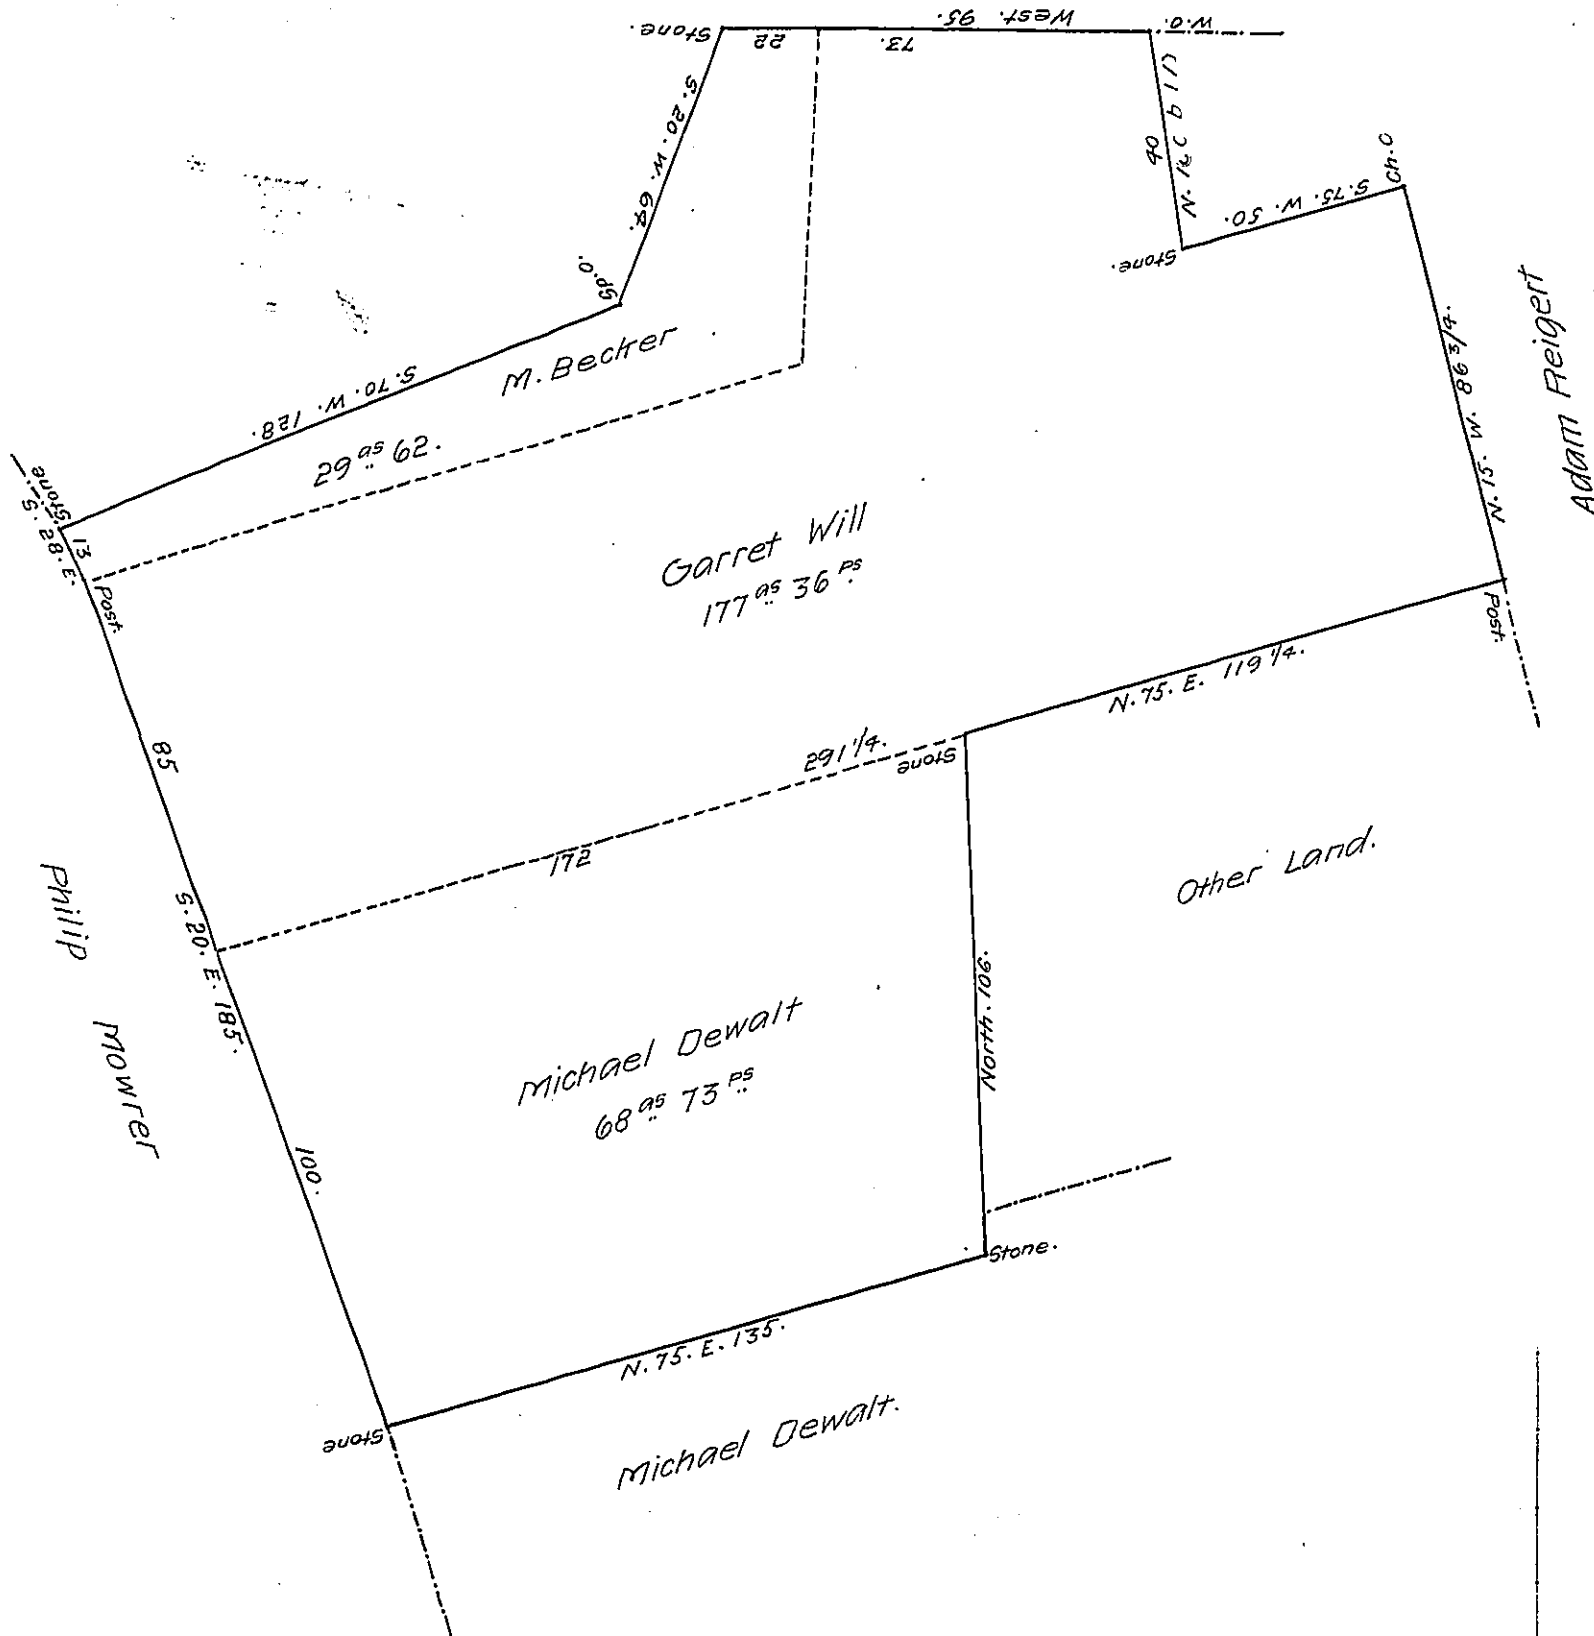 West. 95.
W.O.
Stone.
22
73.
S. 20. W. 64.
40
Ch.O
S. 75. W. 50.
Stone.
Sp.O.
M. Becker
S. 70. W. 128.
29 as 62.
N. 15. W. 86 3/4.
Adam Reigert
Stone
S. 28. E.
13
Post.
Garret Will
177 as 36 ps
Post.
N. 75. E. 119 1/4.
291 1/4.
Stone
85
172
Other Land.
Philip Mowrer
S. 20. E. 185.
North. 106.
Michael Dewalt
68 as 73 ps
100.
Stone.
N. 75. E. 135.
Stone
Michael Dewalt.